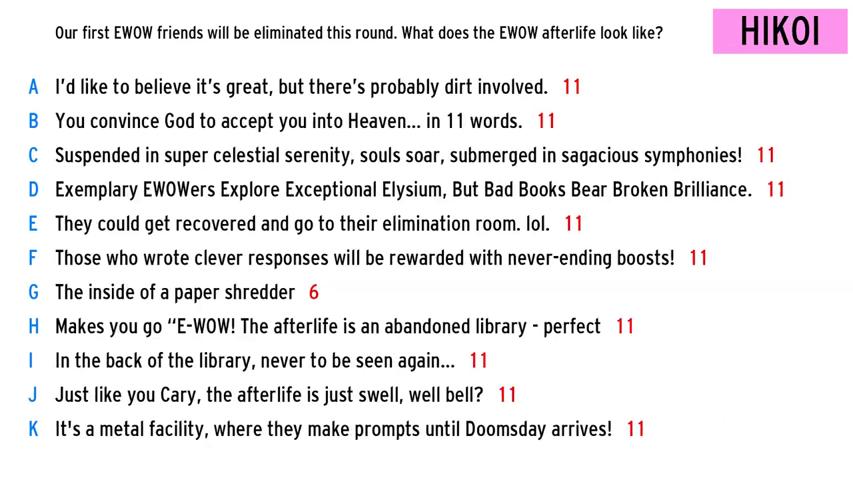 Our first EWOW friends will be eliminated this round. What does the EWOW afterlife look like?
HIKOI
A I'd like to believe it's great, but there's probably dirt involved. 11
B You convince God to accept you into Heaven... in 11 words. 11
C Suspended in super celestial serenity, souls soar, submerged in sagacious symphonies! 11
D Exemplary EWOWers Explore Exceptional Elysium, But Bad Books Bear Broken Brilliance. 11
E They could get recovered and go to their elimination room. lol. 11
F Those who wrote clever responses will be rewarded with never-ending boosts! 11
G The inside of a paper shredder 6
H Makes you go “E-WOW! The afterlife is an abandoned library - perfect 11
I In the back of the library, never to be seen again... 11
J Just like you Cary, the afterlife is just swell, well bell? 11
K It's a metal facility, where they make prompts until Doomsday arrives! 11